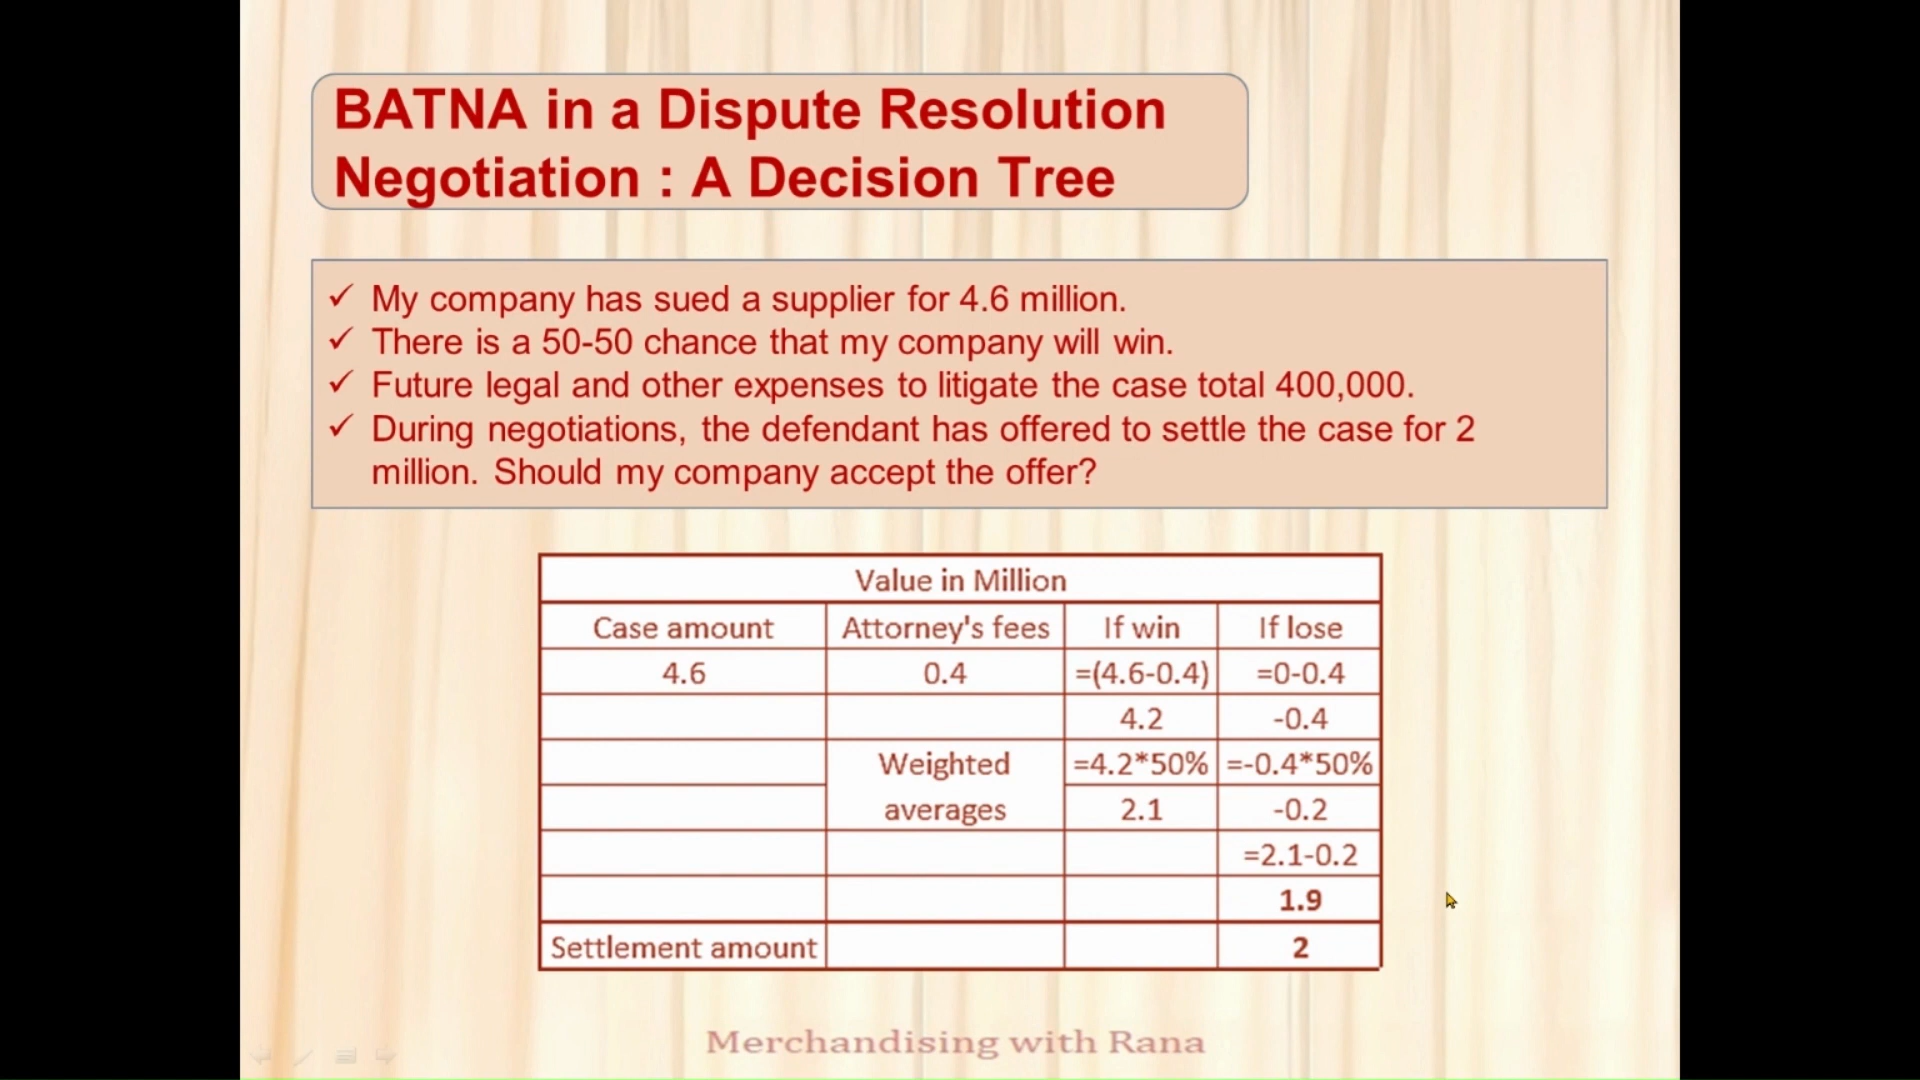 BATNA in a Dispute Resolution
Negotiation : A Decision Tree
✓ My company has sued a supplier for 4.6 million.
✓ There is a 50-50 chance that my company will win.
✓ Future legal and other expenses to litigate the case total 400,000.
✓ During negotiations, the defendant has offered to settle the case for 2
million. Should my company accept the offer?
Value in Million
Case amount Attorney's fees If win If lose
4.6 0.4 =(4.6-0.4) =0-0.4
4.2 -0.4
Weighted =4.2*50% =-0.4*50%
averages 2.1 -0.2
=2.1-0.2
1.9
Settlement amount 2
Merchandising with Rana